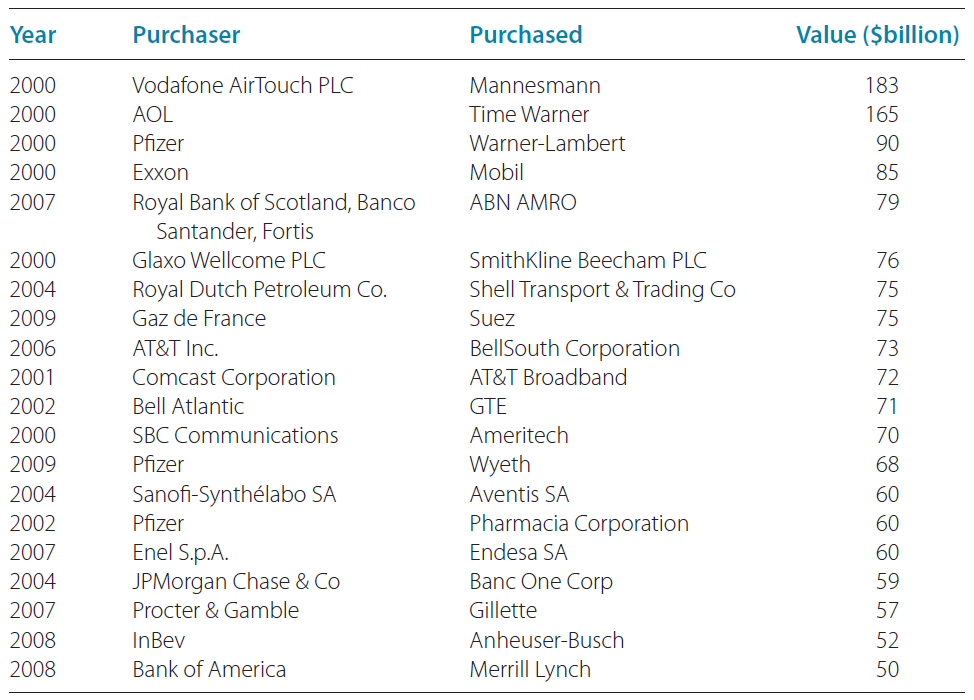 Year Purchaser Purchased Value ($billion)
2000 Vodafone AirTouch PLC Mannesmann 183
2000 AOL Time Warner 165
2000 Pfizer Warner-Lambert 90
2000 Exxon Mobil 85
2007 Royal Bank of Scotland, Banco ABN AMRO 79
Santander, Fortis
2000 Glaxo Wellcome PLC SmithKline Beecham PLC 76
2004 Royal Dutch Petroleum Co. Shell Transport & Trading Co 75
2009 Gaz de France Suez 75
2006 AT&T Inc. BellSouth Corporation 73
2001 Comcast Corporation AT&T Broadband 72
2002 Bell Atlantic GTE 71
2000 SBC Communications Ameritech 70
2009 Pfizer Wyeth 68
2004 Sanofi-Synthélabo SA Aventis SA 60
2002 Pfizer Pharmacia Corporation 60
2007 Enel S.p.A. Endesa SA 60
2004 JPMorgan Chase & Co Banc One Corp 59
2007 Procter & Gamble Gillette 57
2008 InBev Anheuser-Busch 52
2008 Bank of America Merrill Lynch 50